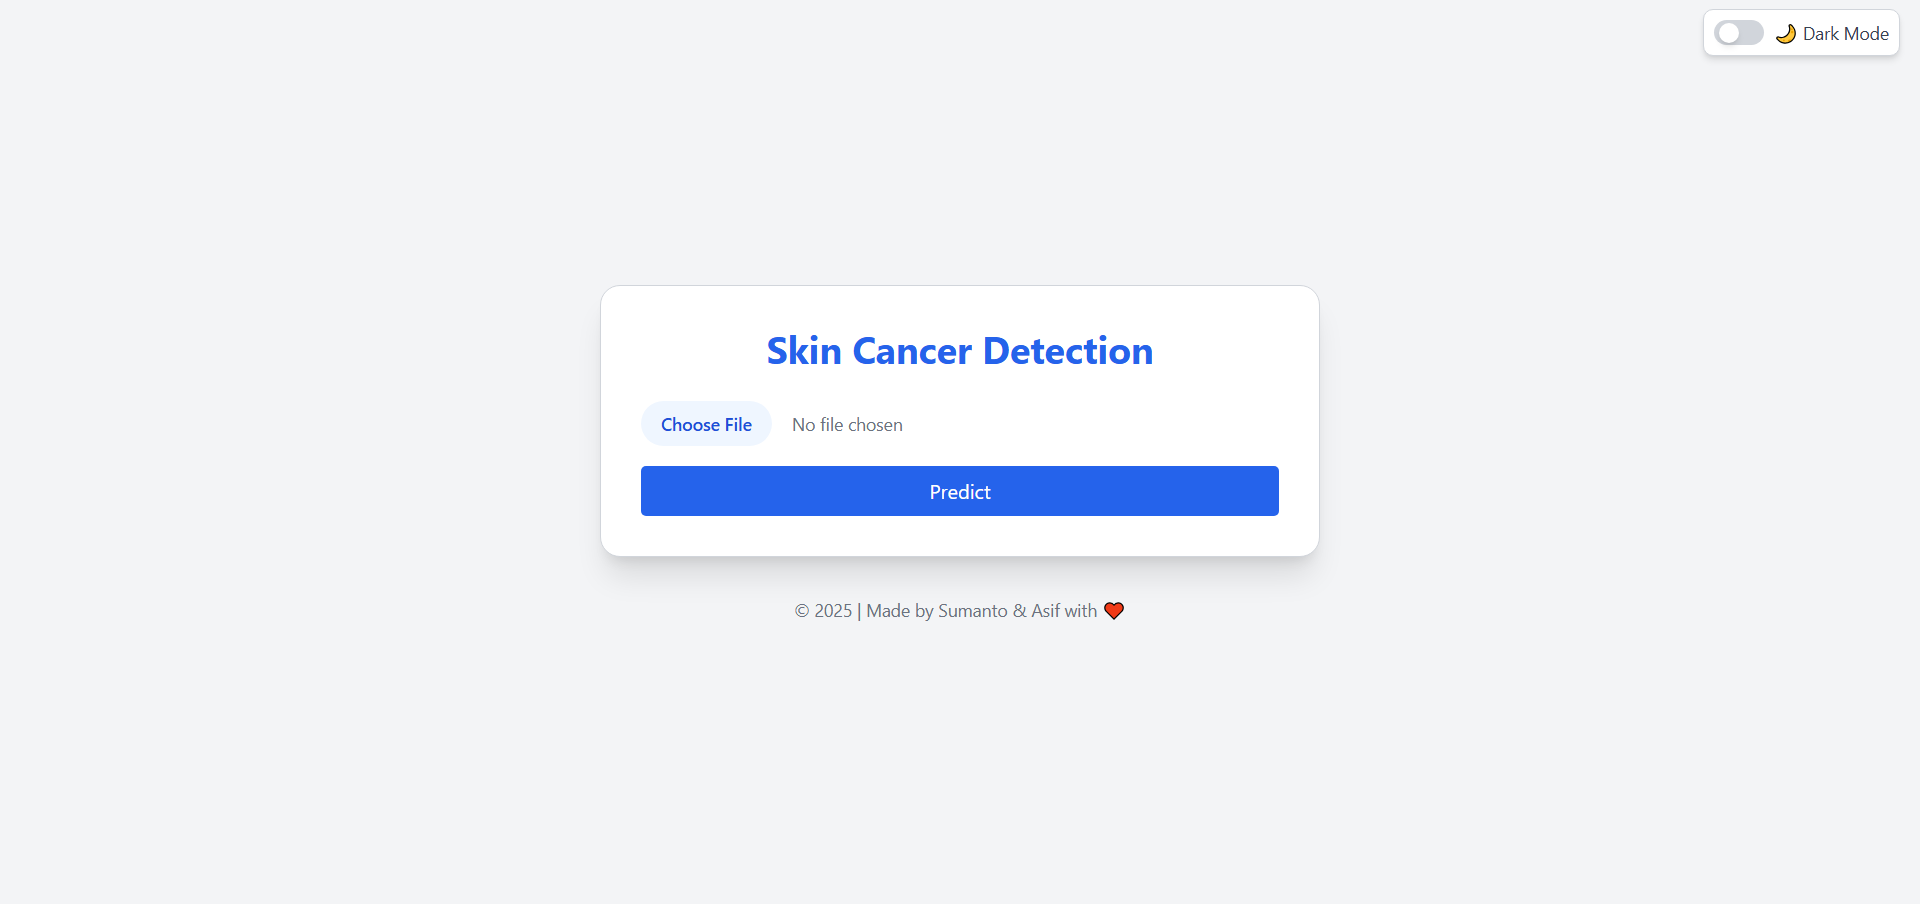 🌙 Dark Mode
Skin Cancer Detection
Choose File No file chosen
Predict
© 2025 | Made by Sumanto & Asif with ❤️